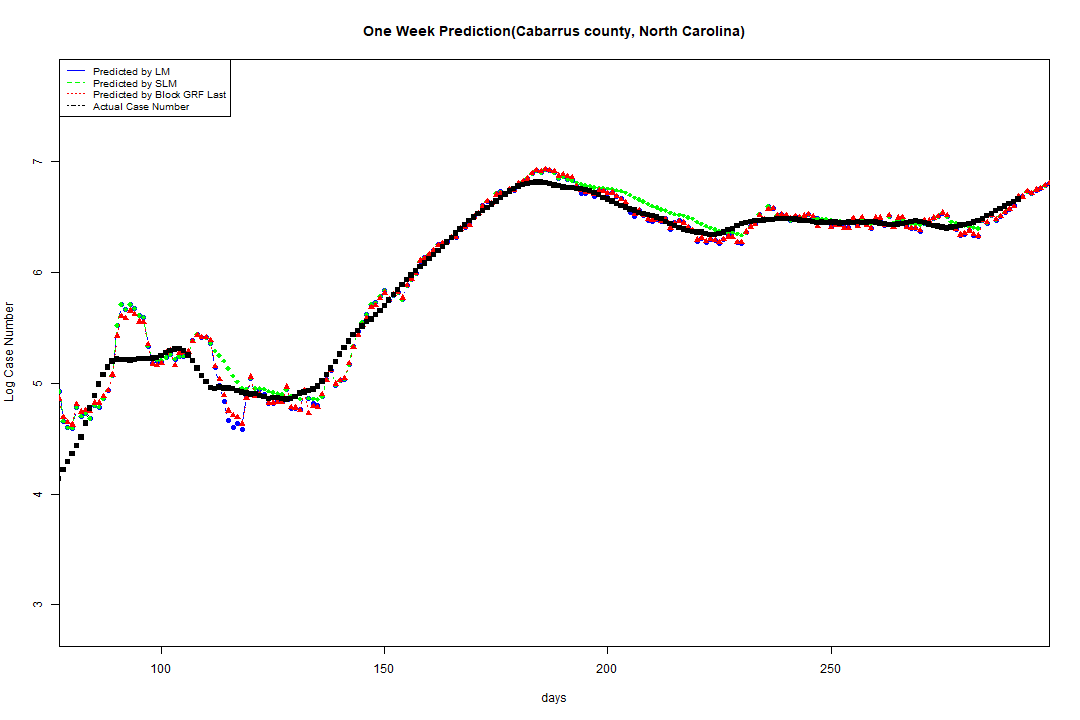 One Week Prediction(Cabarrus county, North Carolina)
Predicted by LM
Predicted by SLM
Predicted by Block GRF Last
Actual Case Number
7
6
5
4
3
Log Case Number
100 150 200 250
days